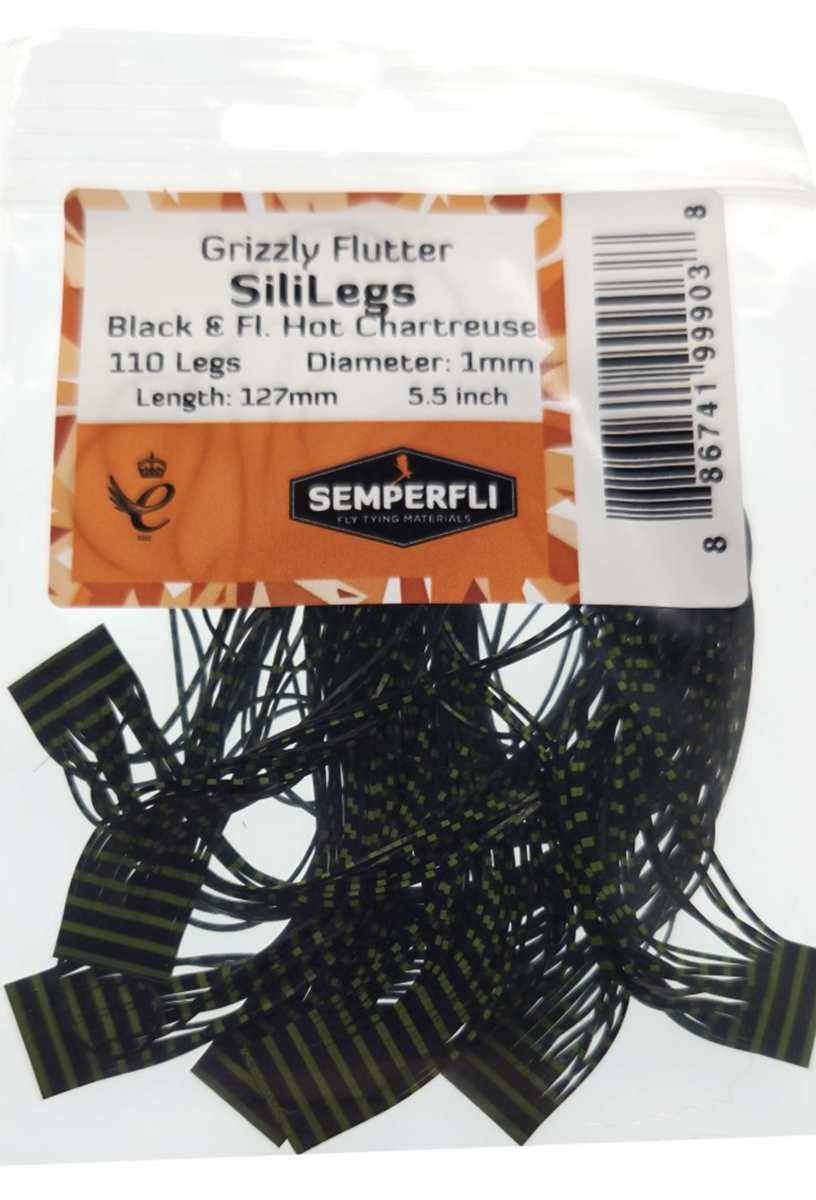 Grizzly Flutter
SiliLegs
Black & Fl. Hot Chartreuse
110 Legs Diameter: 1mm
Length: 127mm 5.5 inch
SEMPERFLI
FLY TYING MATERIALS
8 86741 99903 8